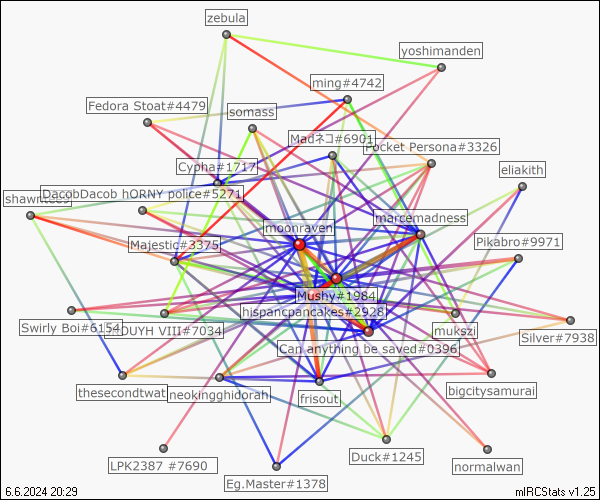 zebula
yoshimanden
ming#4742
Fedora Stoat#4479
somass
Madネコ#6901
Pocket Persona#3326
Cypha#1717
eliakith
DacobDacob hORNY police#5271
moonraven
marcemadness
Majestic#3375
Pikabro#9971
Mushy#1984
hispancpancakes#2928
Swirly Boi#6154
VIII#7034
mukszi
Silver#7938
Can anything be saved#0396
thesecondtwat
neokingghidorah
frisout
bigcitysamurai
LPK2387 #7690
Duck#1245
normalwan
Eg.Master#1378
6.6.2024 20:29
mIRCStats v1.25